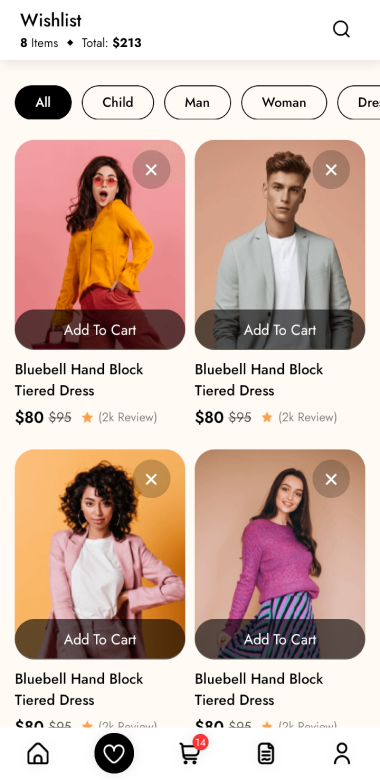 Wishlist
8 Items ◆ Total: $213
All Child Man Woman Dres
Add To Cart Add To Cart
Bluebell Hand Block Bluebell Hand Block
Tiered Dress Tiered Dress
$80 $95 (2k Review) $80 $95 (2k Review)
Add To Cart Add To Cart
Bluebell Hand Block Bluebell Hand Block
Tiered Dress Tiered Dress
$80 $95 (2k Review) $80 $95 (2k Review)
14